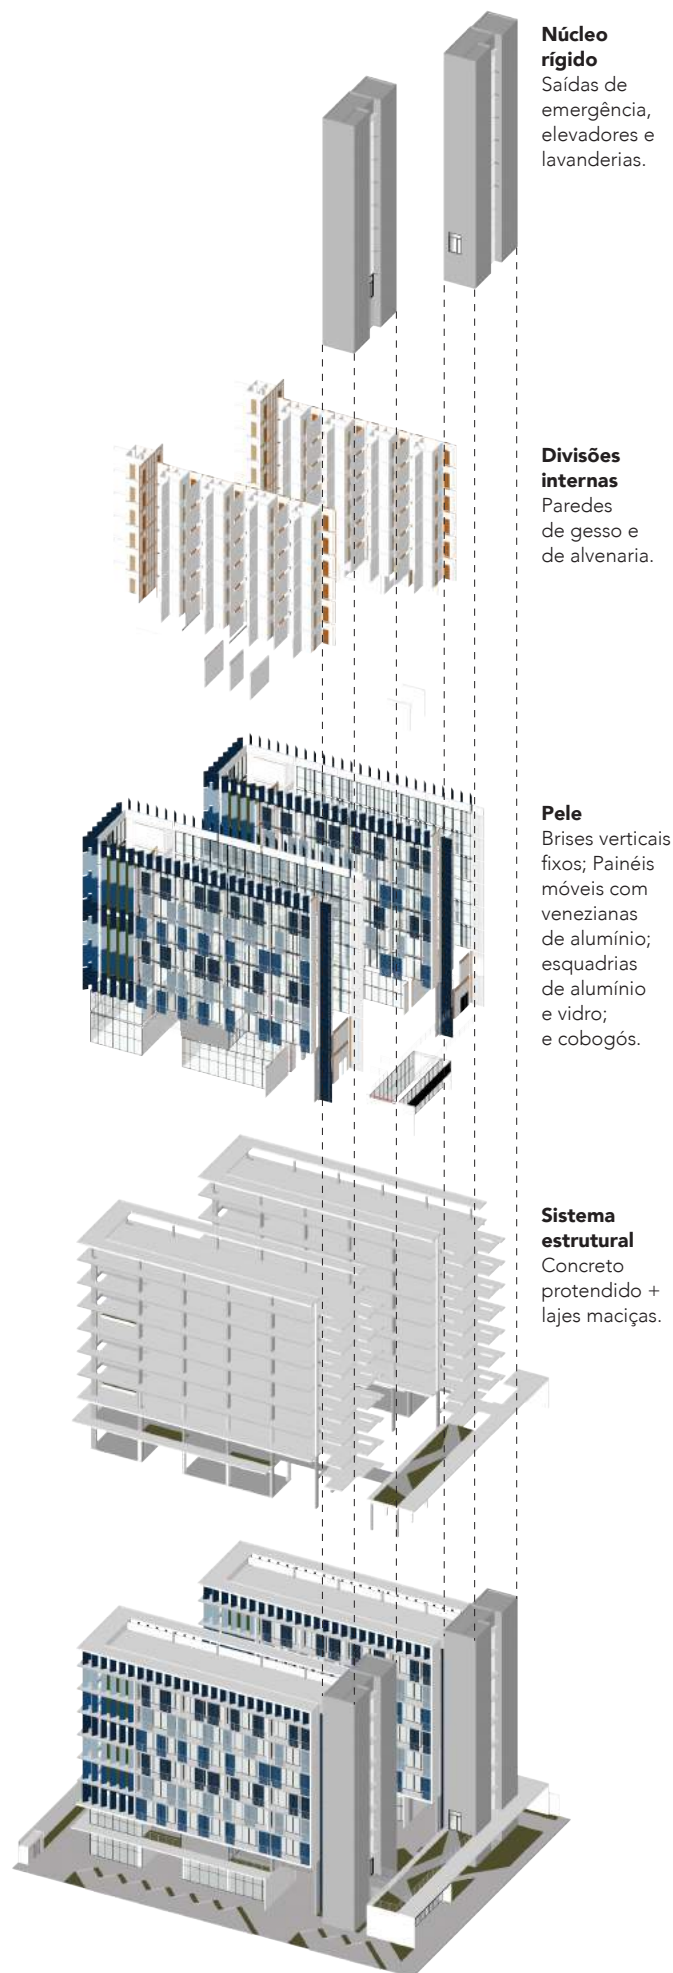 Núcleo
rígido
Saídas de
emergência,
elevadores e
lavanderias.
Divisões
internas
Paredes
de gesso e
de alvenaria.
Pele
Brises verticais
fixos; Painéis
móveis com
venezianas
de alumínio;
esquadrias
de alumínio
e vidro;
e cobogós.
Sistema
estrutural
Concreto
protendido +
lajes maciças.